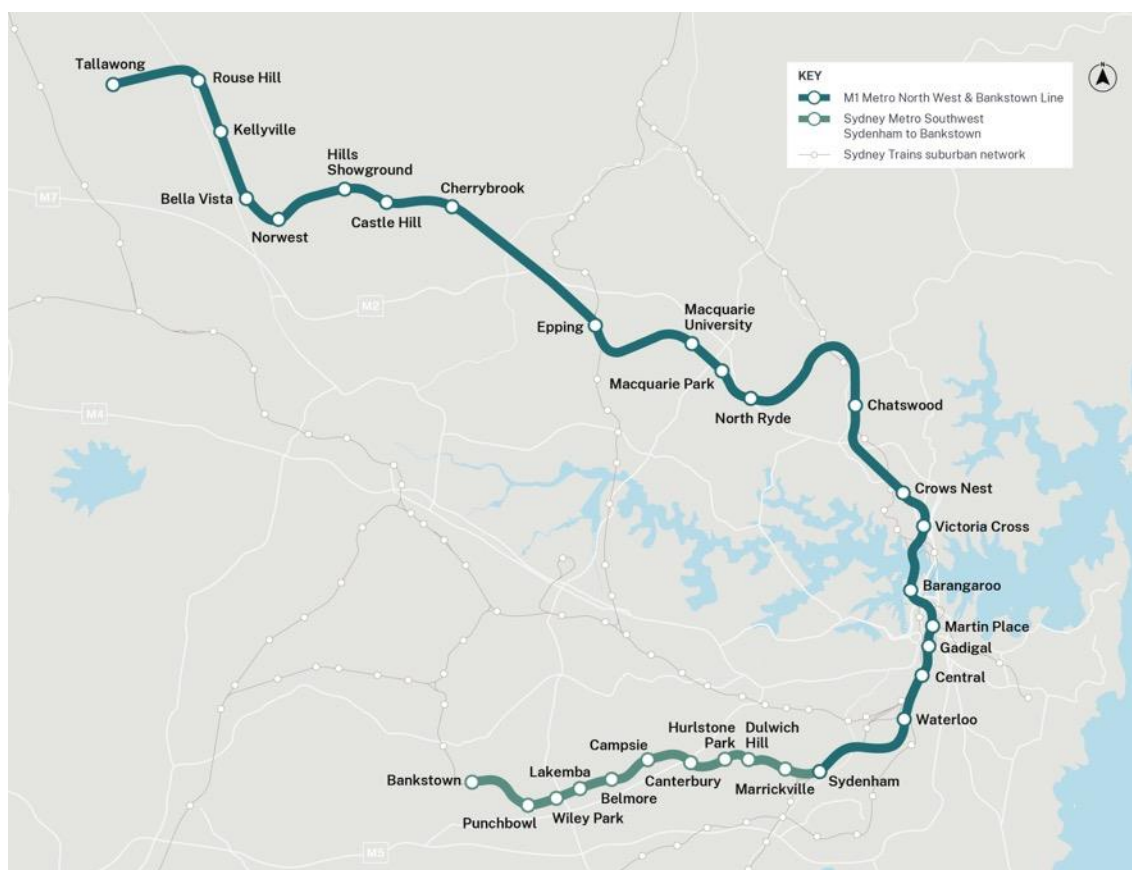 Tallawong
Rouse Hill
Kellyville
Bella Vista
Norwest
Hills
Showground
Castle Hill
Cherrybrook
M7
M2
Epping
Macquarie
University
Macquarie Park
North Ryde
Chatswood
M4
Crows Nest
Victoria Cross
Barangaroo
Martin Place
Gadigal
Central
Waterloo
Sydenham
Marrickville
Dulwich
Hill
Hurlstone
Park
Canterbury
Campsie
Belmore
Lakemba
Wiley Park
Punchbowl
Bankstown
M5
KEY
M1 Metro North West & Bankstown Line
Sydney Metro Southwest
Sydenham to Bankstown
Sydney Trains suburban network
N